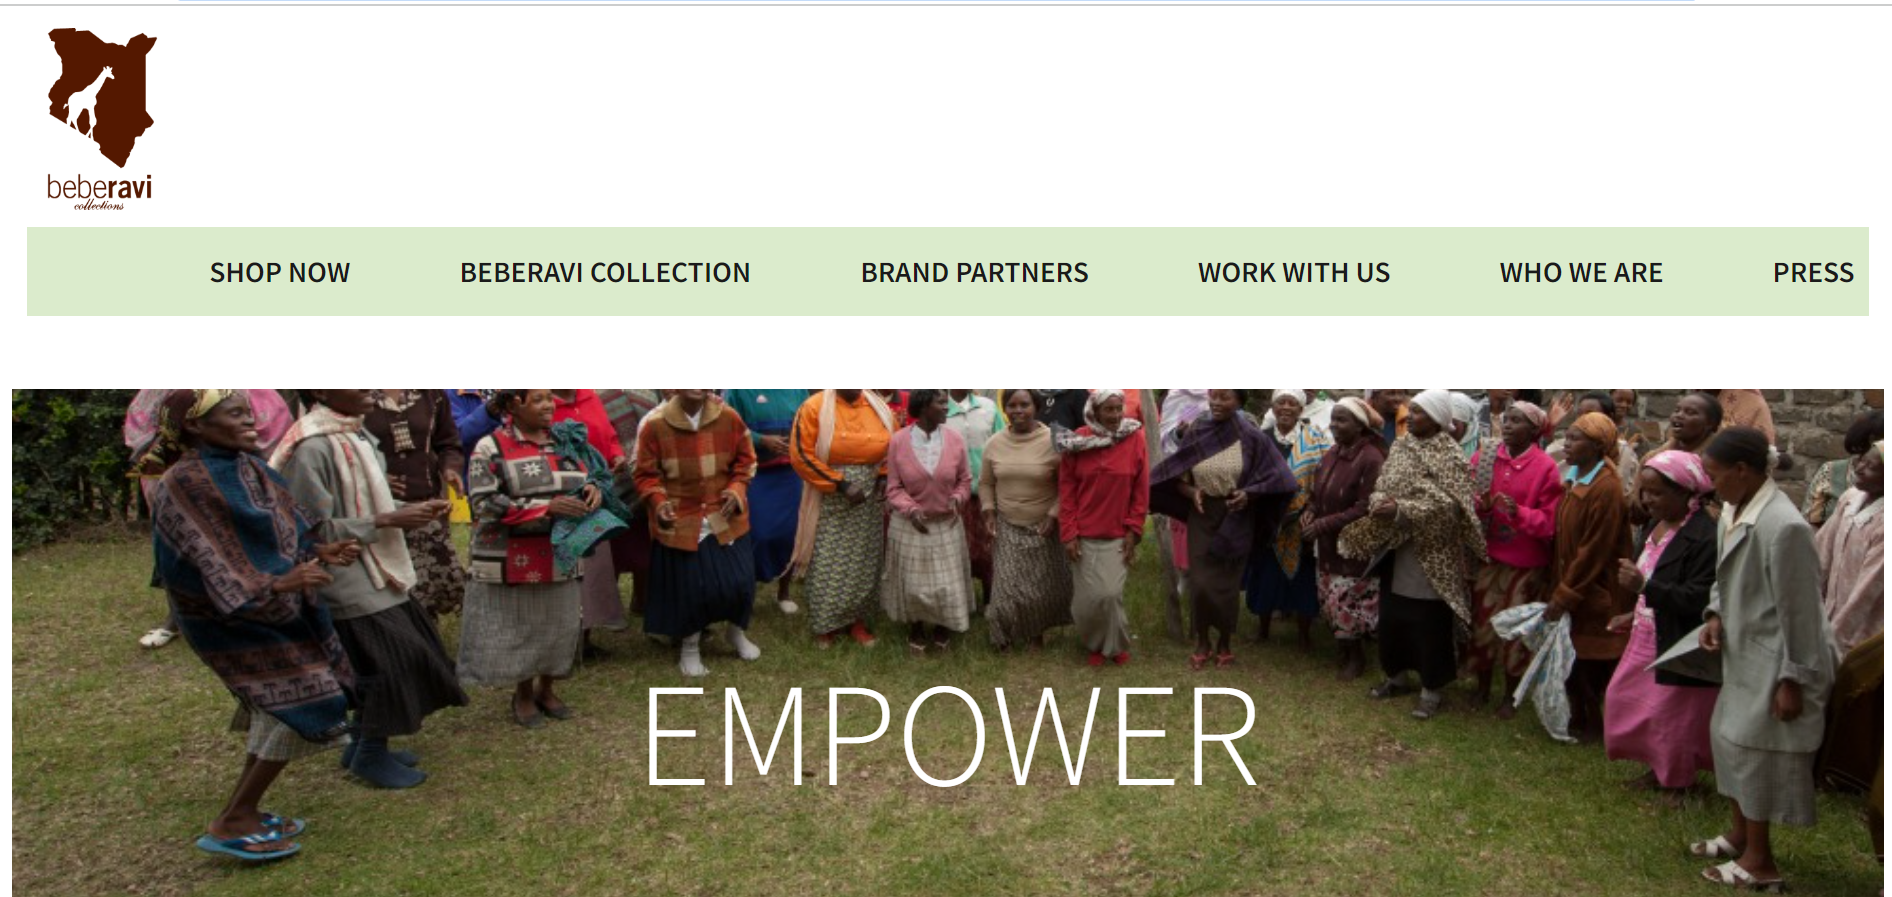 beberavi
collections
SHOP NOW BEBERAVI COLLECTION BRAND PARTNERS WORK WITH US WHO WE ARE PRESS
EMPOWER